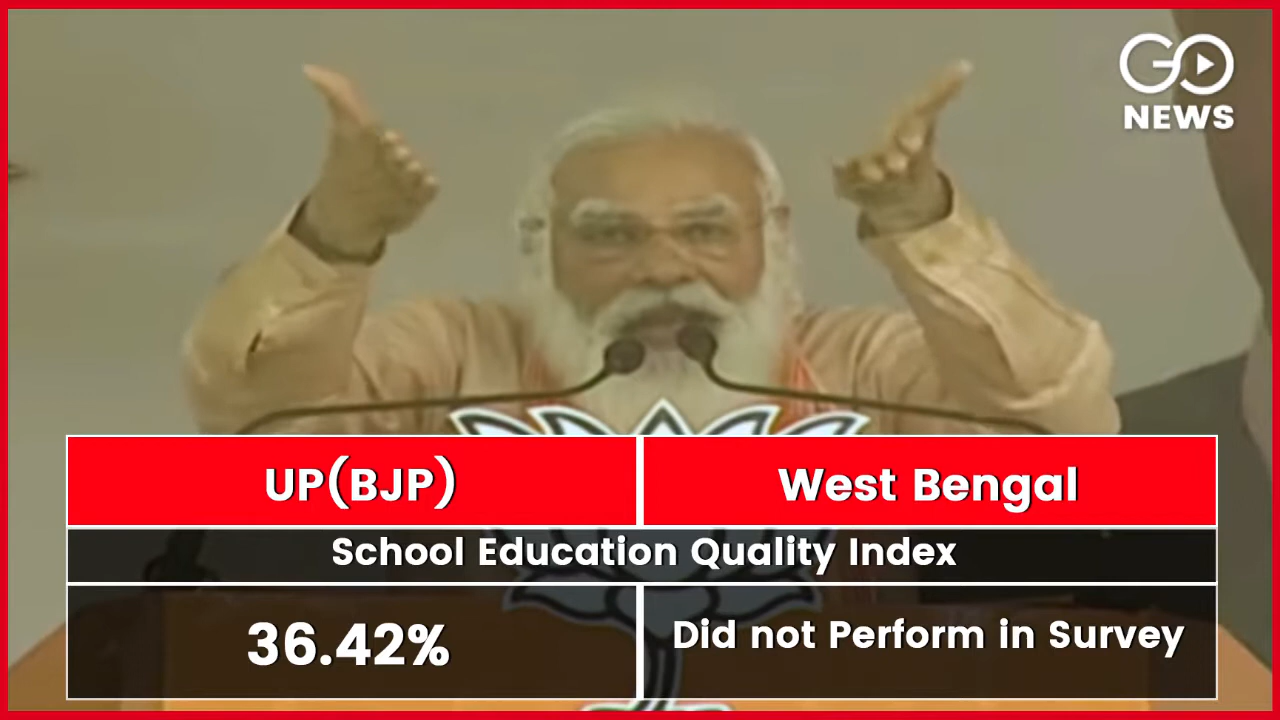 GO
NEWS
UP(BJP)
West Bengal
School Education Quality Index
36.42%
Did not Perform in Survey